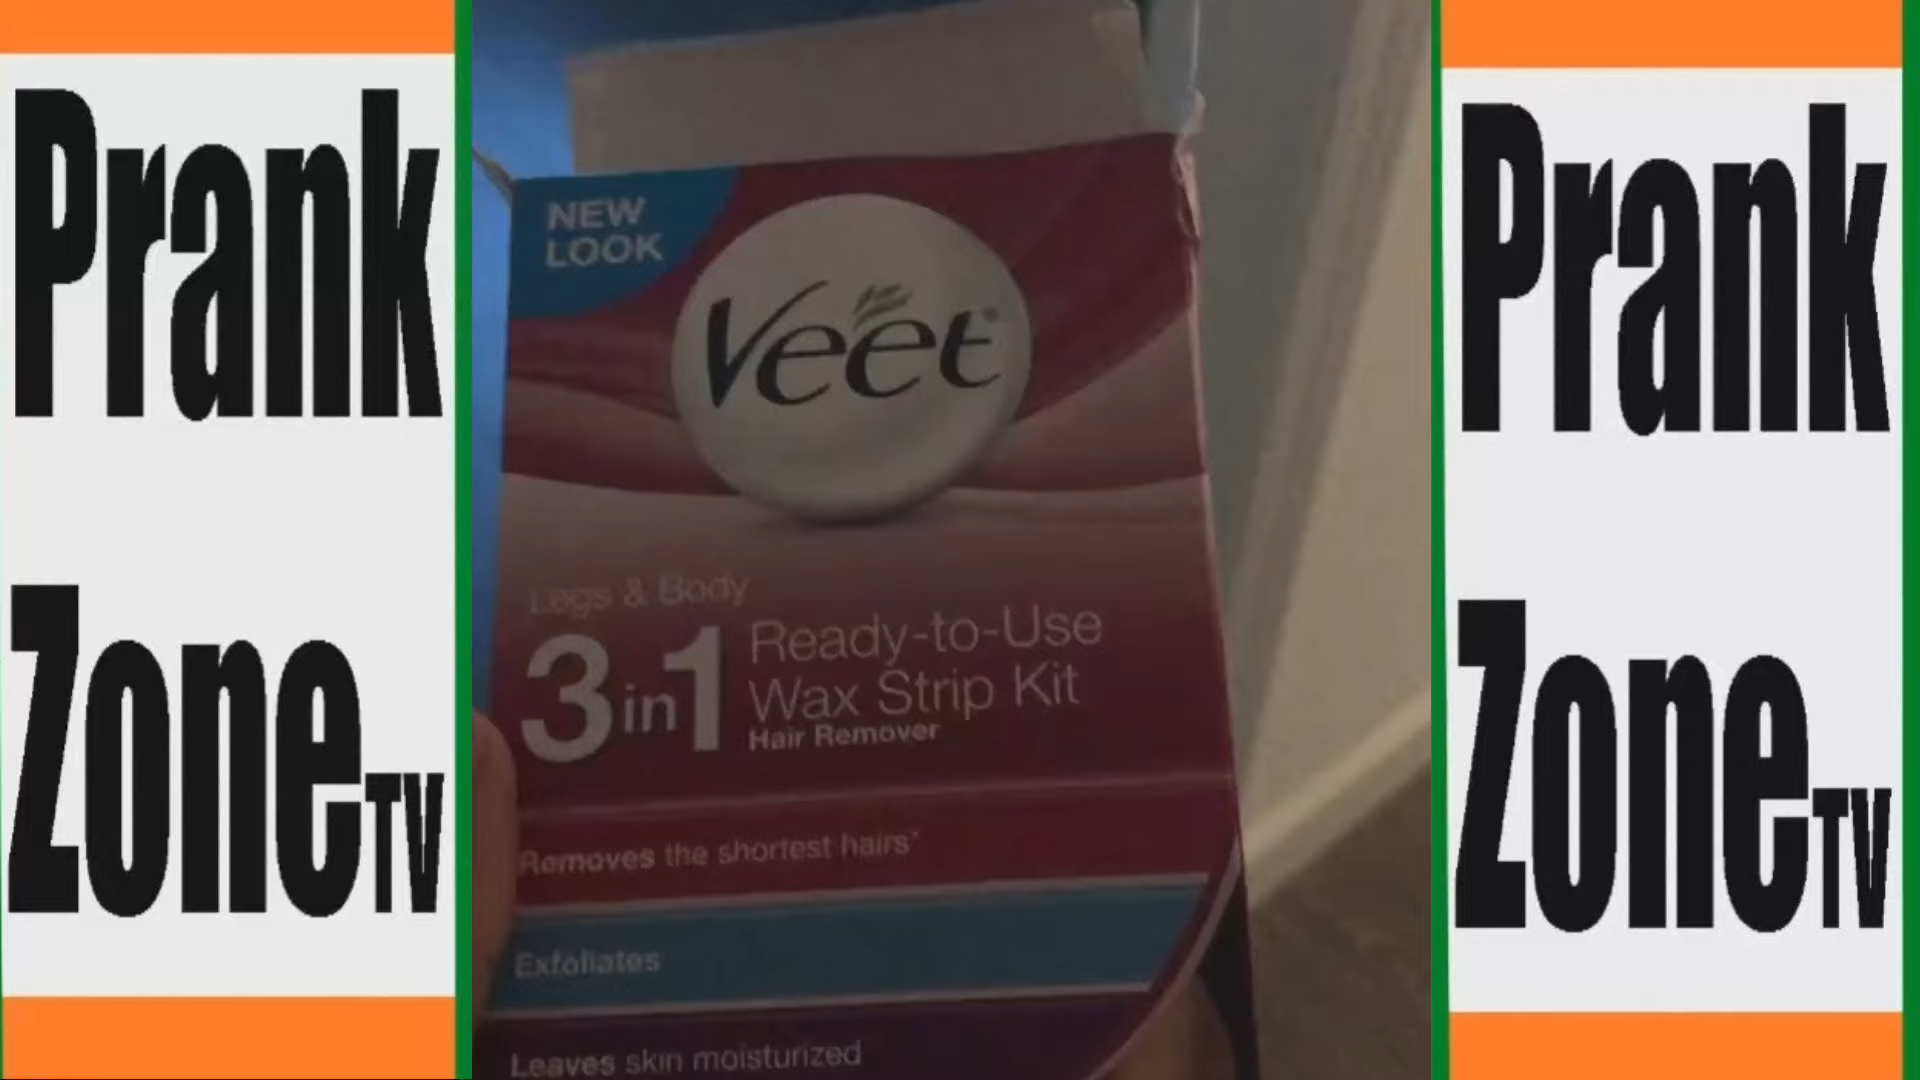 Prank
Zone TV
NEW
LOOK
Veet®
Legs & Body
3 in 1
Ready-to-Use
Wax Strip Kit
Hair Remover
Removes the shortest hairs*
Exfoliates
Leaves skin moisturized
Prank
Zone TV